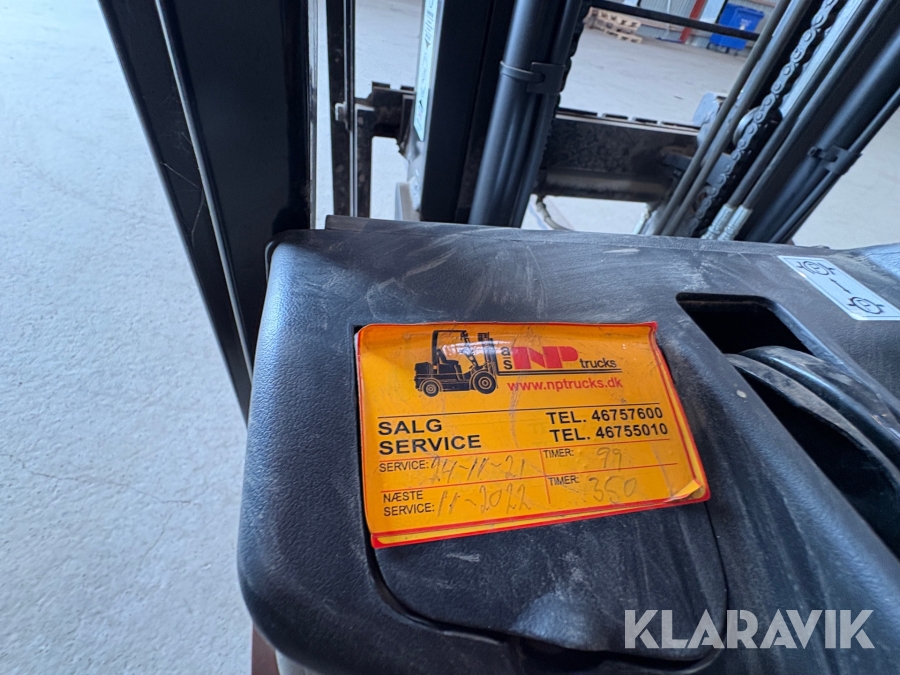 as NP trucks
www.nptrucks.dk
SALG TEL. 46757600
SERVICE TEL. 46755010
SERVICE: 24-11-21 TIMER: 99
NÆSTE SERVICE: 11-2022 TIMER: 350
KLARAVIK